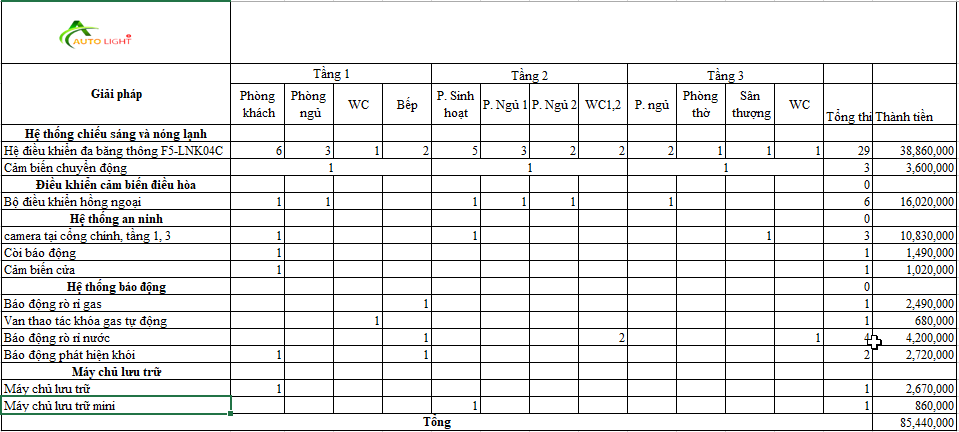 AUTO LIGHT
Giải pháp Tầng 1 Tầng 2 Tầng 3
Phòng khách Phòng ngủ WC Bếp P. Sinh hoạt P. Ngủ 1 P. Ngủ 2 WC1,2 P. ngủ Phòng thờ Sân thượng WC Tổng thi Thành tiền
Hệ thống chiếu sáng và nóng lạnh
Hệ điều khiển đa băng thông F5-LNK04C 6 3 1 2 5 3 2 2 2 1 1 1 29 38,860,000
Cảm biến chuyển động 1 1 1 3 3,600,000
Điều khiển cảm biến điều hòa 0
Bộ điều khiển hồng ngoại 1 1 1 1 1 1 6 16,020,000
Hệ thống an ninh 0
camera tại cổng chính, tầng 1, 3 1 1 1 3 10,830,000
Còi báo động 1 1 1,490,000
Cảm biến cửa 1 1 1,020,000
Hệ thống báo động 0
Báo động rò rỉ gas 1 1 2,490,000
Van thao tác khóa gas tự động 1 1 680,000
Báo động rò rỉ nước 1 2 1 4 4,200,000
Báo động phát hiện khói 1 1 2 2,720,000
Máy chủ lưu trữ
Máy chủ lưu trữ 1 1 2,670,000
Máy chủ lưu trữ mini 1 1 860,000
Tổng 85,440,000